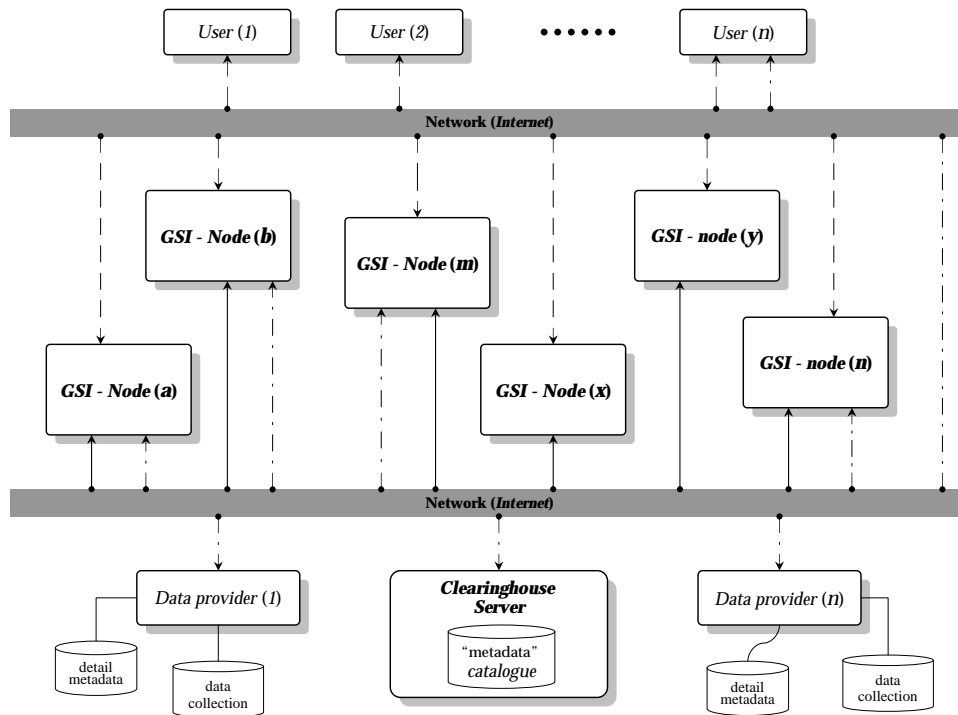 User (1)
User (2)
User (n)
Network (Internet)
GSI - Node (b)
GSI - Node (m)
GSI - node (y)
GSI - Node (a)
GSI - Node (x)
GSI - node (n)
Network (Internet)
Data provider (1)
Clearinghouse
Server
"metadata"
catalogue
Data provider (n)
detail
metadata
data
collection
detail
metadata
data
collection